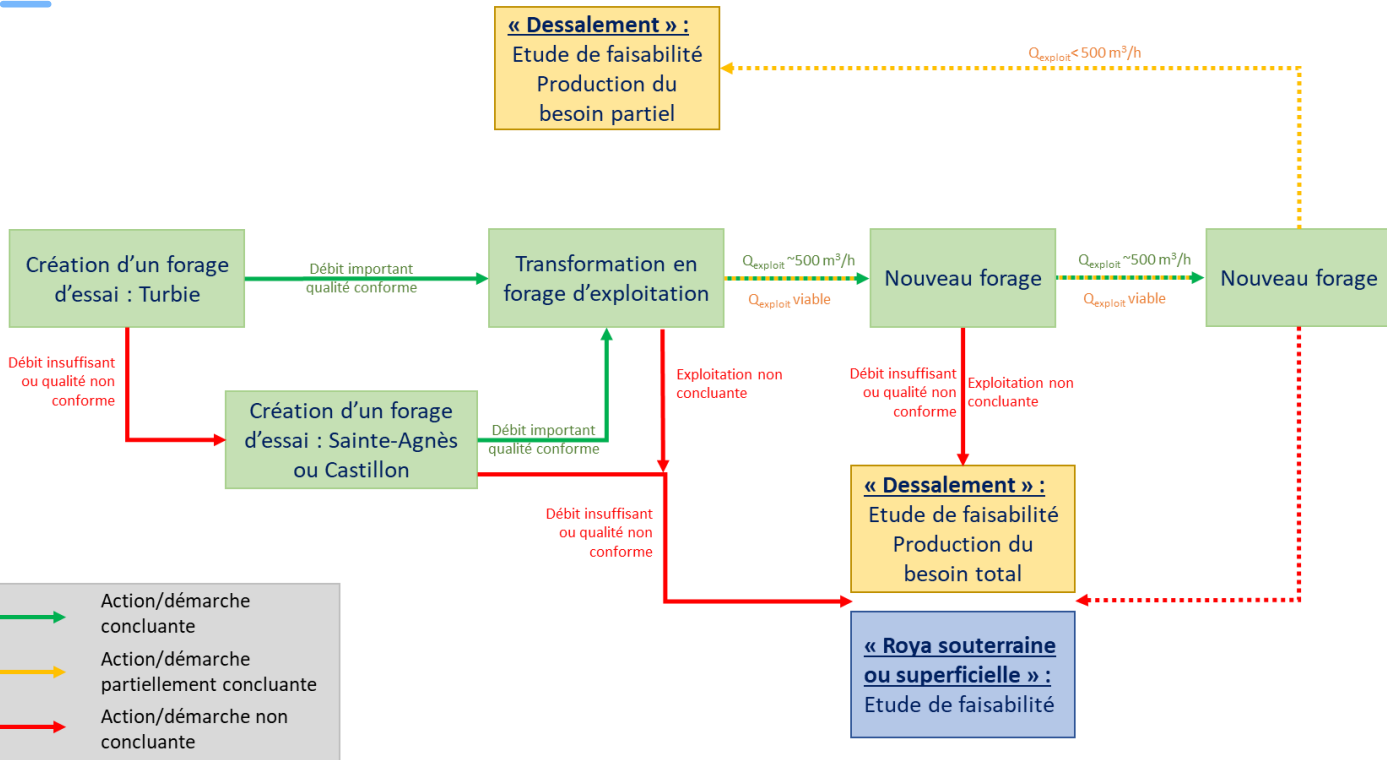 « Dessalement » :
Etude de faisabilité
Production du
besoin partiel
Qexploit< 500 m³/h
Création d’un forage
d’essai : Turbie
Débit important
qualité conforme
Transformation en
forage d’exploitation
Qexploit ~500 m³/h
Qexploit viable
Nouveau forage
Qexploit ~500 m³/h
Qexploit viable
Nouveau forage
Débit insuffisant
ou qualité non
conforme
Création d’un forage
d’essai : Sainte-Agnès
ou Castillon
Débit important
qualité conforme
Exploitation non
concluante
Débit insuffisant
ou qualité non
conforme
Exploitation non
concluante
Débit insuffisant
ou qualité non
conforme
« Dessalement » :
Etude de faisabilité
Production du
besoin total
« Roya souterraine
ou superficielle » :
Etude de faisabilité
Action/démarche
concluante
Action/démarche
partiellement concluante
Action/démarche non
concluante